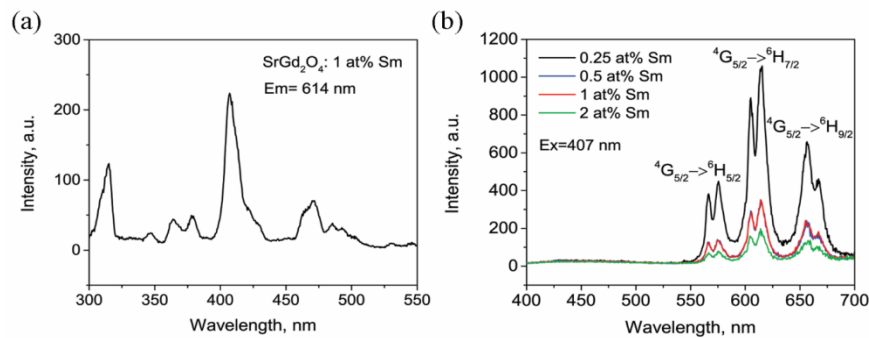 (a)
300
200
100
0
Intensity, a.u.
SrGd₂O₄: 1 at% Sm
Em= 614 nm
300 350 400 450 500 550
Wavelength, nm
(b)
1200
1000
800
600
400
200
0
Intensity, a.u.
0.25 at% Sm
0.5 at% Sm
1 at% Sm
2 at% Sm
Ex=407 nm
⁴G₅/₂–>⁶H₇/₂
⁴G₅/₂–>⁶H₉/₂
⁴G₅/₂–>⁶H₅/₂
400 450 500 550 600 650 700
Wavelength, nm